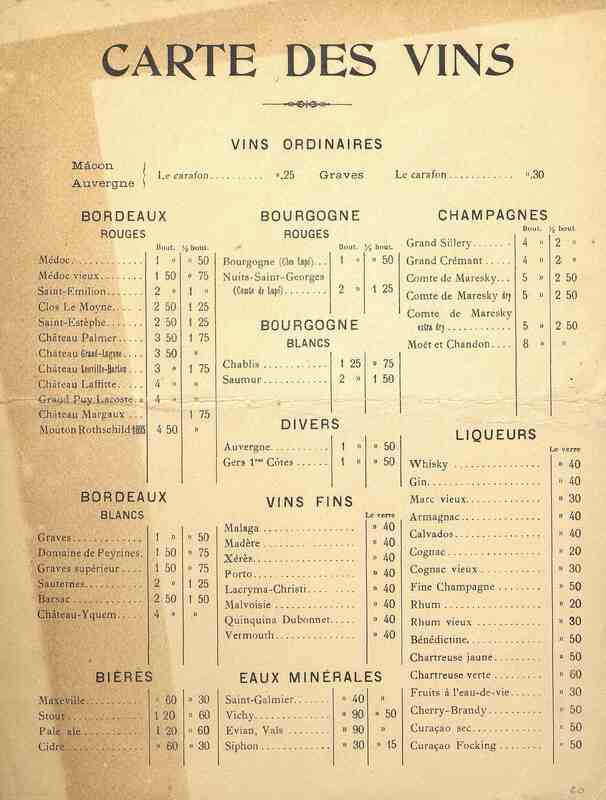 CARTE DES VINS
VINS ORDINAIRES
Mâcon
Auvergne
Le carafon.......... ».25
Graves Le carafon........... ».30
BORDEAUX
ROUGES
Bout. ½ bout.
Médoc............. 1 » » 50
Médoc vieux......... 1 50 » 75
Saint-Emilion....... 2 » 1 »
Clos Le Moyne..... 2 50 1 25
Saint-Estèphe....... 2 50 1 25
Château Palmer.... 3 50 1 75
Château Grand-Lagune.... 3 50 »
Château Léoville-Barton.. 3 » 1 75
Château Laffitte..... 4 » »
Grand Puy Lacoste.. 4 »
Château Margaux ... 1 75
Mouton Rothschild 1895 4 50 »
BORDEAUX
BLANCS
Graves............ 1 » » 50
Domaine de Peyrines. 1 50 » 75
Graves supérieur.... 1 50 » 75
Sauternes.......... 2 » 1 25
Barsac............. 2 50 1 50
Château-Yquem.... 4 » »
BIÈRES
Maxeville.......... » 60 » 30
Stout.............. 1 20 » 60
Pale ale........... 1 20 » 60
Cidre.............. » 60 » 30
BOURGOGNE
ROUGES
Bout. ½ bout.
Bourgogne (Clos Lupé)... 1 » » 50
Nuits-Saint-Georges
(Comte de Lupé)........ 2 » 1 25
BOURGOGNE
BLANCS
Chablis ............ 1 25 » 75
Saumur............ 2 » 1 50
DIVERS
Auvergne.......... 1 » » 50
Gers 1res Côtes ...... 1 » » 50
VINS FINS
Le verre
Malaga .................. » 40
Madère .................. » 40
Xérès.................... » 40
Porto.................... » 40
Lacryma-Christi.......... » 40
Malvoisie ............... » 40
Quinquina Dubonnet..... » 40
Vermouth................ » 40
EAUX MINÉRALES
Saint-Galmier....... » 40 »
Vichy.............. » 90 » 50
Evian, Vals ........ » 90 »
Siphon............. » 30 » 15
CHAMPAGNES
Bout. ½ bout.
Grand Sillery....... 4 » 2 »
Grand Crémant..... 4 » 2 »
Comte de Maresky... 5 » 2 50
Comte de Maresky dry 5 » 2 50
Comte de Maresky
extra dry ............ 5 » 2 50
Moët et Chandon.... 8 » »
LIQUEURS
Le verre
Whisky ................. » 40
Gin..................... » 40
Marc vieux.............. » 30
Armagnac............... » 40
Calvados................ » 40
Cognac................. » 20
Cognac vieux........... » 30
Fine Champagne ........ » 50
Rhum .................. » 20
Rhum vieux ............ » 30
Bénédictine............. » 50
Chartreuse jaune........ » 50
Chartreuse verte ........ » 60
Fruits à l'eau-de-vie...... » 30
Cherry-Brandy.......... » 50
Curaçao sec............. » 50
Curaçao Focking ........ » 50